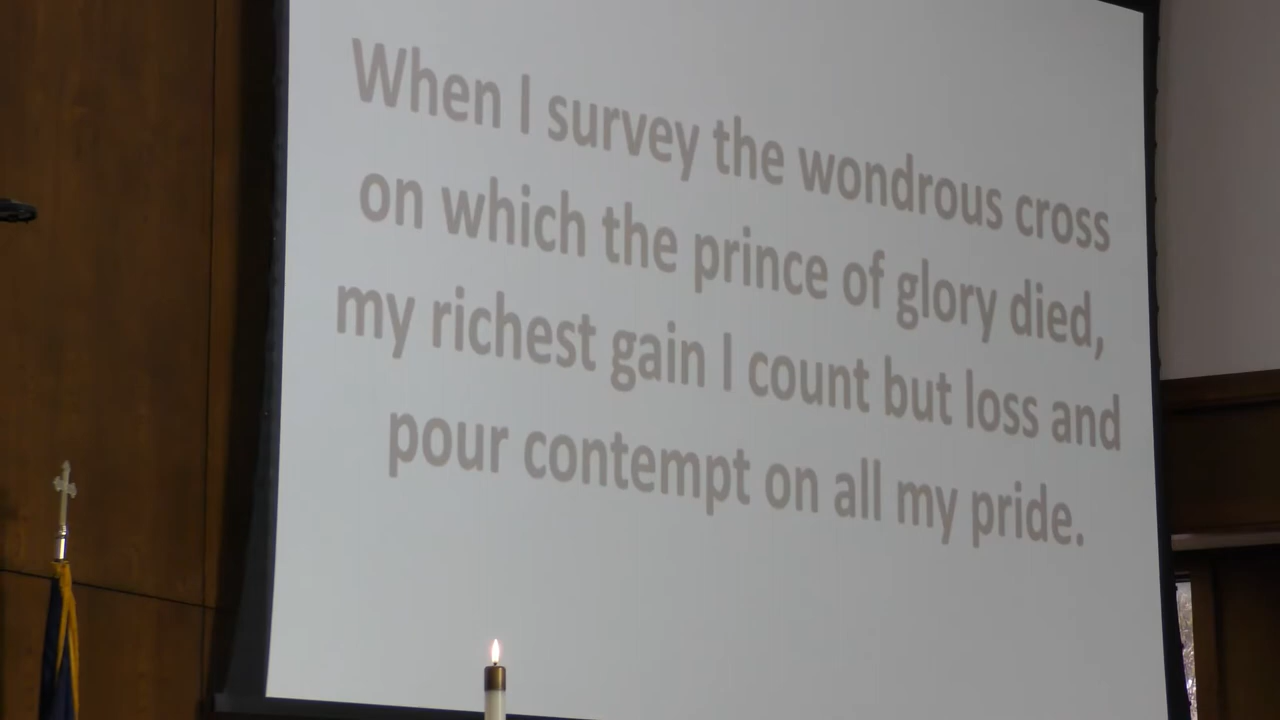 When I survey the wondrous cross
on which the prince of glory died,
my richest gain I count but loss and
pour contempt on all my pride.